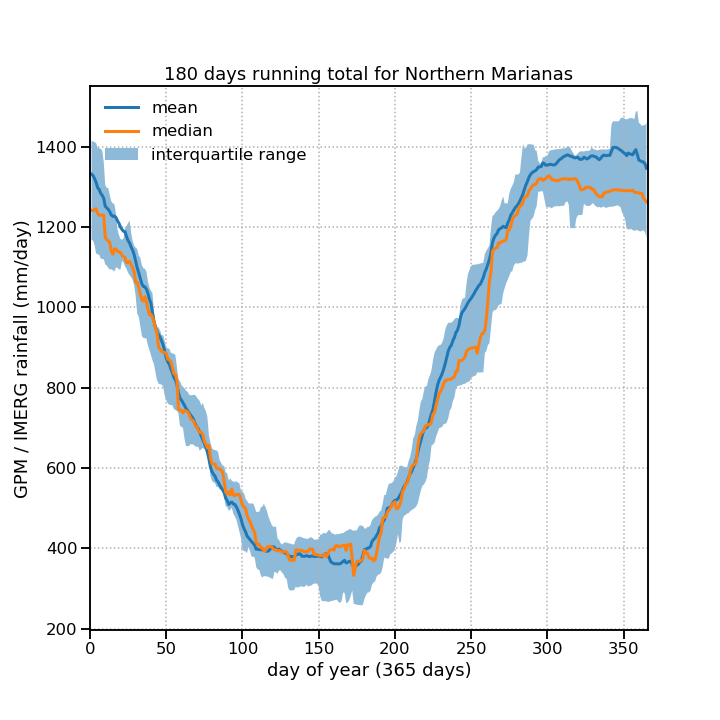 180 days running total for Northern Marianas
mean
median
interquartile range
GPM / IMERG rainfall (mm/day)
1400
1200
1000
800
600
400
200
0 50 100 150 200 250 300 350
day of year (365 days)